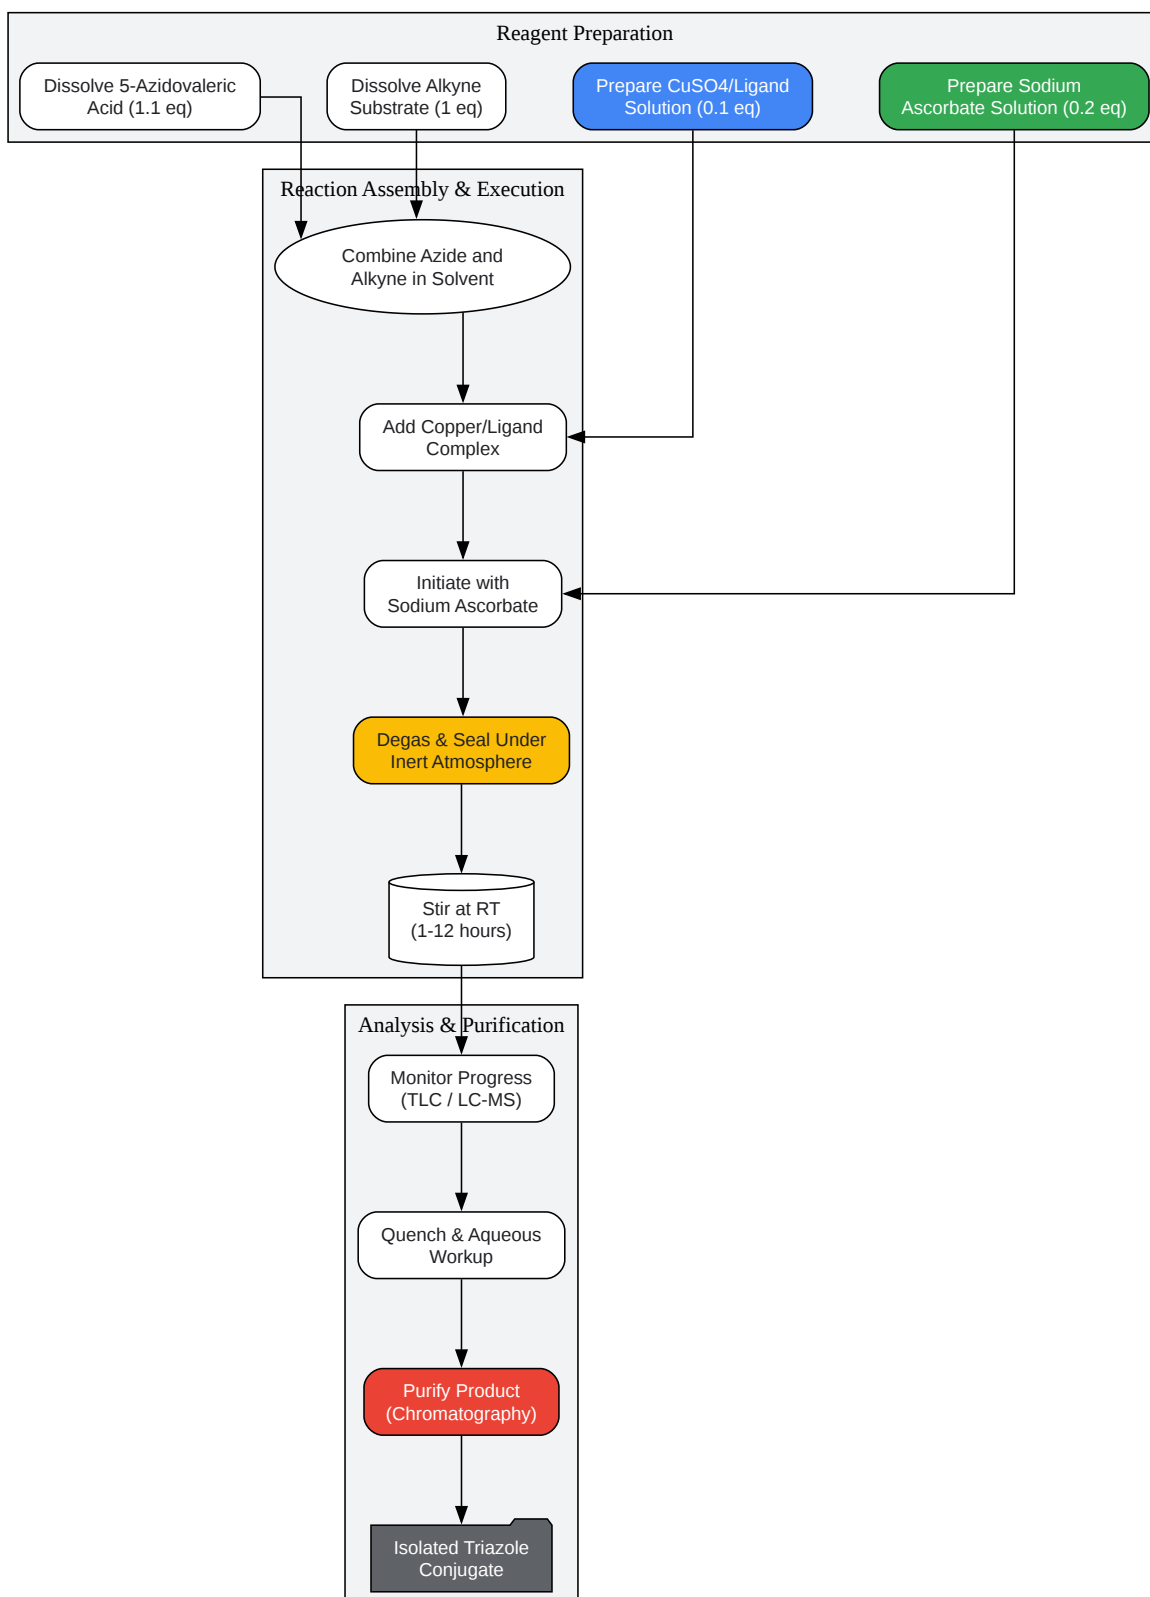 Reagent Preparation
Dissolve 5-Azidovaleric
Acid (1.1 eq)
Dissolve Alkyne
Substrate (1 eq)
Prepare CuSO4/Ligand
Solution (0.1 eq)
Prepare Sodium
Ascorbate Solution (0.2 eq)
Reaction Assembly & Execution
Combine Azide and
Alkyne in Solvent
Add Copper/Ligand
Complex
Initiate with
Sodium Ascorbate
Degas & Seal Under
Inert Atmosphere
Stir at RT
(1-12 hours)
Analysis & Purification
Monitor Progress
(TLC / LC-MS)
Quench & Aqueous
Workup
Purify Product
(Chromatography)
Isolated Triazole
Conjugate